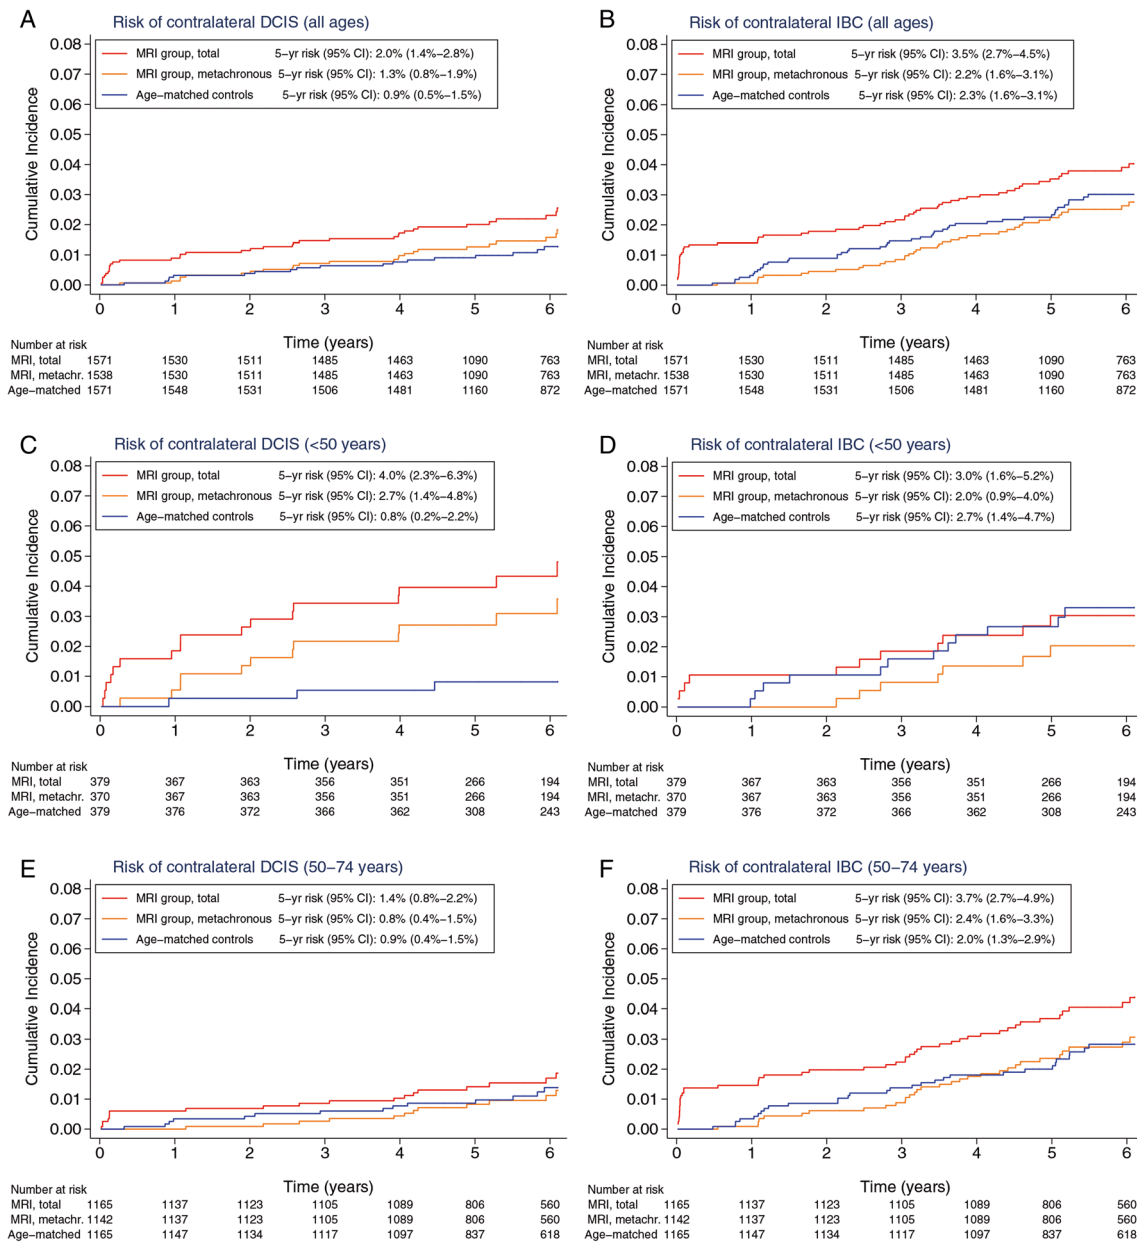 A
Risk of contralateral DCIS (all ages)
MRI group, total 5−yr risk (95% CI): 2.0% (1.4%−2.8%)
MRI group, metachronous 5−yr risk (95% CI): 1.3% (0.8%−1.9%)
Age−matched controls 5−yr risk (95% CI): 0.9% (0.5%−1.5%)
0.08
0.07
0.06
0.05
0.04
0.03
0.02
0.01
0.00
Cumulative Incidence
0 1 2 3 4 5 6
Time (years)
Number at risk
MRI, total 1571 1530 1511 1485 1463 1090 763
MRI, metachr. 1538 1530 1511 1485 1463 1090 763
Age−matched 1571 1548 1531 1506 1481 1160 872
B
Risk of contralateral IBC (all ages)
MRI group, total 5−yr risk (95% CI): 3.5% (2.7%−4.5%)
MRI group, metachronous 5−yr risk (95% CI): 2.2% (1.6%−3.1%)
Age−matched controls 5−yr risk (95% CI): 2.3% (1.6%−3.1%)
0.08
0.07
0.06
0.05
0.04
0.03
0.02
0.01
0.00
Cumulative Incidence
0 1 2 3 4 5 6
Time (years)
Number at risk
MRI, total 1571 1530 1511 1485 1463 1090 763
MRI, metachr. 1538 1530 1511 1485 1463 1090 763
Age−matched 1571 1548 1531 1506 1481 1160 872
C
Risk of contralateral DCIS (<50 years)
MRI group, total 5−yr risk (95% CI): 4.0% (2.3%−6.3%)
MRI group, metachronous 5−yr risk (95% CI): 2.7% (1.4%−4.8%)
Age−matched controls 5−yr risk (95% CI): 0.8% (0.2%−2.2%)
0.08
0.07
0.06
0.05
0.04
0.03
0.02
0.01
0.00
Cumulative Incidence
0 1 2 3 4 5 6
Time (years)
Number at risk
MRI, total 379 367 363 356 351 266 194
MRI, metachr. 370 367 363 356 351 266 194
Age−matched 379 376 372 366 362 308 243
D
Risk of contralateral IBC (<50 years)
MRI group, total 5−yr risk (95% CI): 3.0% (1.6%−5.2%)
MRI group, metachronous 5−yr risk (95% CI): 2.0% (0.9%−4.0%)
Age−matched controls 5−yr risk (95% CI): 2.7% (1.4%−4.7%)
0.08
0.07
0.06
0.05
0.04
0.03
0.02
0.01
0.00
Cumulative Incidence
0 1 2 3 4 5 6
Time (years)
Number at risk
MRI, total 379 367 363 356 351 266 194
MRI, metachr. 370 367 363 356 351 266 194
Age−matched 379 376 372 366 362 308 243
E
Risk of contralateral DCIS (50−74 years)
MRI group, total 5−yr risk (95% CI): 1.4% (0.8%−2.2%)
MRI group, metachronous 5−yr risk (95% CI): 0.8% (0.4%−1.5%)
Age−matched controls 5−yr risk (95% CI): 0.9% (0.4%−1.5%)
0.08
0.07
0.06
0.05
0.04
0.03
0.02
0.01
0.00
Cumulative Incidence
0 1 2 3 4 5 6
Time (years)
Number at risk
MRI, total 1165 1137 1123 1105 1089 806 560
MRI, metachr. 1142 1137 1123 1105 1089 806 560
Age−matched 1165 1147 1134 1117 1097 837 618
F
Risk of contralateral IBC (50−74 years)
MRI group, total 5−yr risk (95% CI): 3.7% (2.7%−4.9%)
MRI group, metachronous 5−yr risk (95% CI): 2.4% (1.6%−3.3%)
Age−matched controls 5−yr risk (95% CI): 2.0% (1.3%−2.9%)
0.08
0.07
0.06
0.05
0.04
0.03
0.02
0.01
0.00
Cumulative Incidence
0 1 2 3 4 5 6
Time (years)
Number at risk
MRI, total 1165 1137 1123 1105 1089 806 560
MRI, metachr. 1142 1137 1123 1105 1089 806 560
Age−matched 1165 1147 1134 1117 1097 837 618